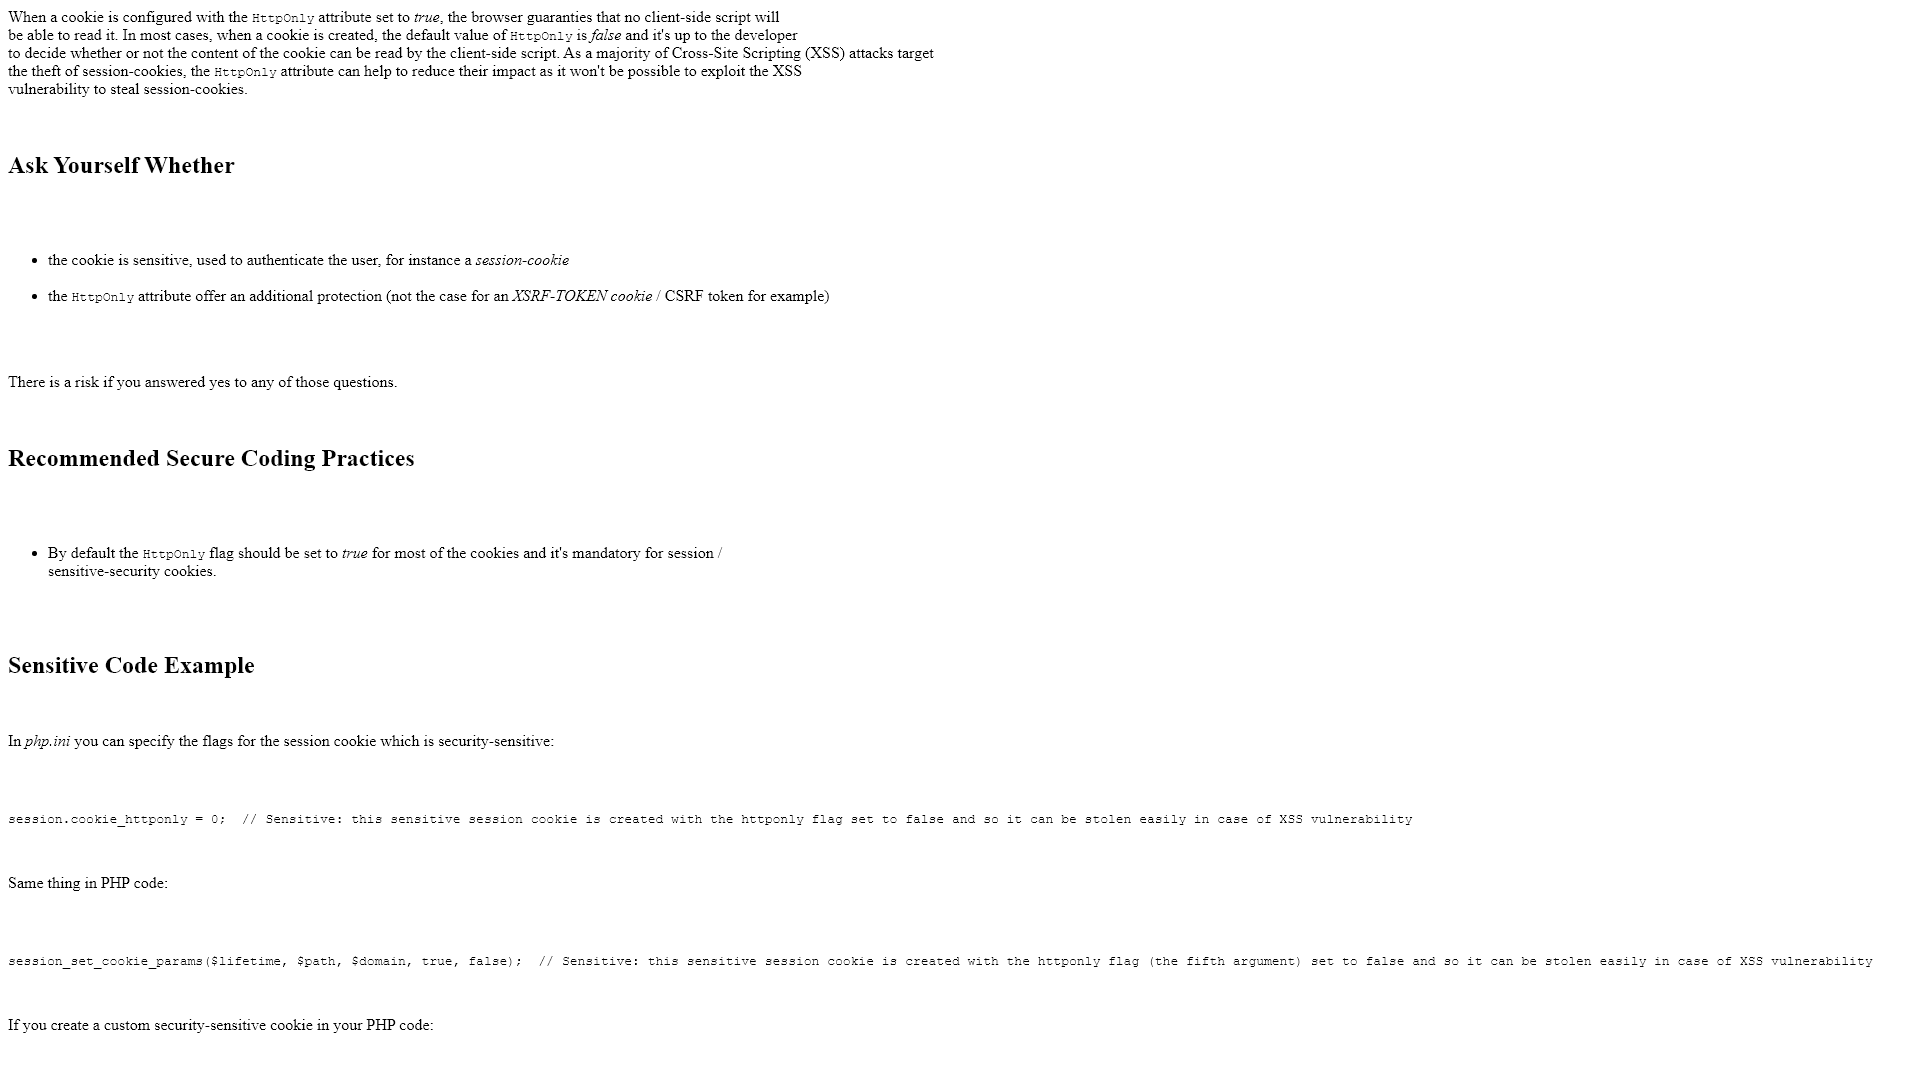 When a cookie is configured with the HttpOnly attribute set to true, the browser guaranties that no client-side script will
be able to read it. In most cases, when a cookie is created, the default value of HttpOnly is false and it's up to the developer
to decide whether or not the content of the cookie can be read by the client-side script. As a majority of Cross-Site Scripting (XSS) attacks target
the theft of session-cookies, the HttpOnly attribute can help to reduce their impact as it won't be possible to exploit the XSS
vulnerability to steal session-cookies.
Ask Yourself Whether
• the cookie is sensitive, used to authenticate the user, for instance a session-cookie
• the HttpOnly attribute offer an additional protection (not the case for an XSRF-TOKEN cookie / CSRF token for example)
There is a risk if you answered yes to any of those questions.
Recommended Secure Coding Practices
• By default the HttpOnly flag should be set to true for most of the cookies and it's mandatory for session /
sensitive-security cookies.
Sensitive Code Example
In php.ini you can specify the flags for the session cookie which is security-sensitive:
session.cookie_httponly = 0;  // Sensitive: this sensitive session cookie is created with the httponly flag set to false and so it can be stolen easily in case of XSS vulnerability
Same thing in PHP code:
session_set_cookie_params($lifetime, $path, $domain, true, false);  // Sensitive: this sensitive session cookie is created with the httponly flag (the fifth argument) set to false and so it can be stolen easily in case of XSS vulnerability
If you create a custom security-sensitive cookie in your PHP code: